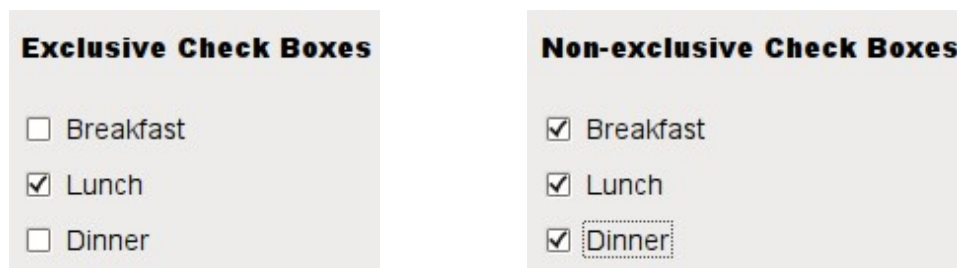 Exclusive Check Boxes
Breakfast
Lunch
Dinner
Non-exclusive Check Boxes
Breakfast
Lunch
Dinner